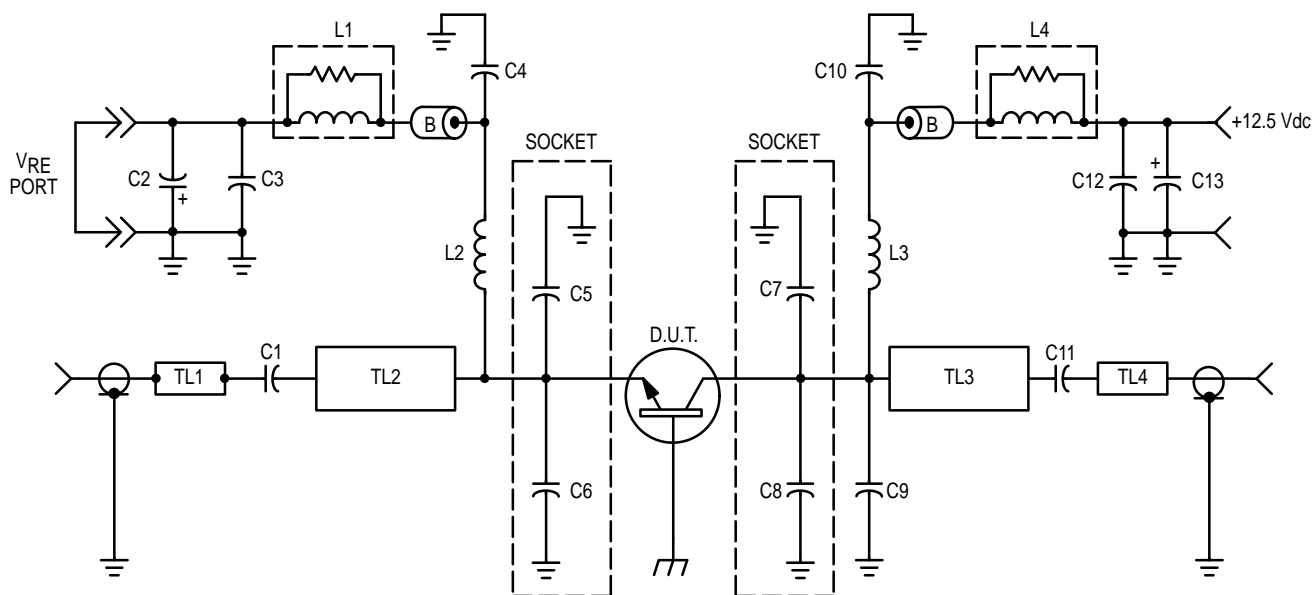 L1
L4
C4
C10
B
B
+12.5 Vdc
SOCKET
SOCKET
VRE
PORT
C2
+
C3
C12
+
C13
L2
L3
C5
C7
D.U.T.
C1
C11
TL1
TL2
TL3
TL4
C6
C8
C9